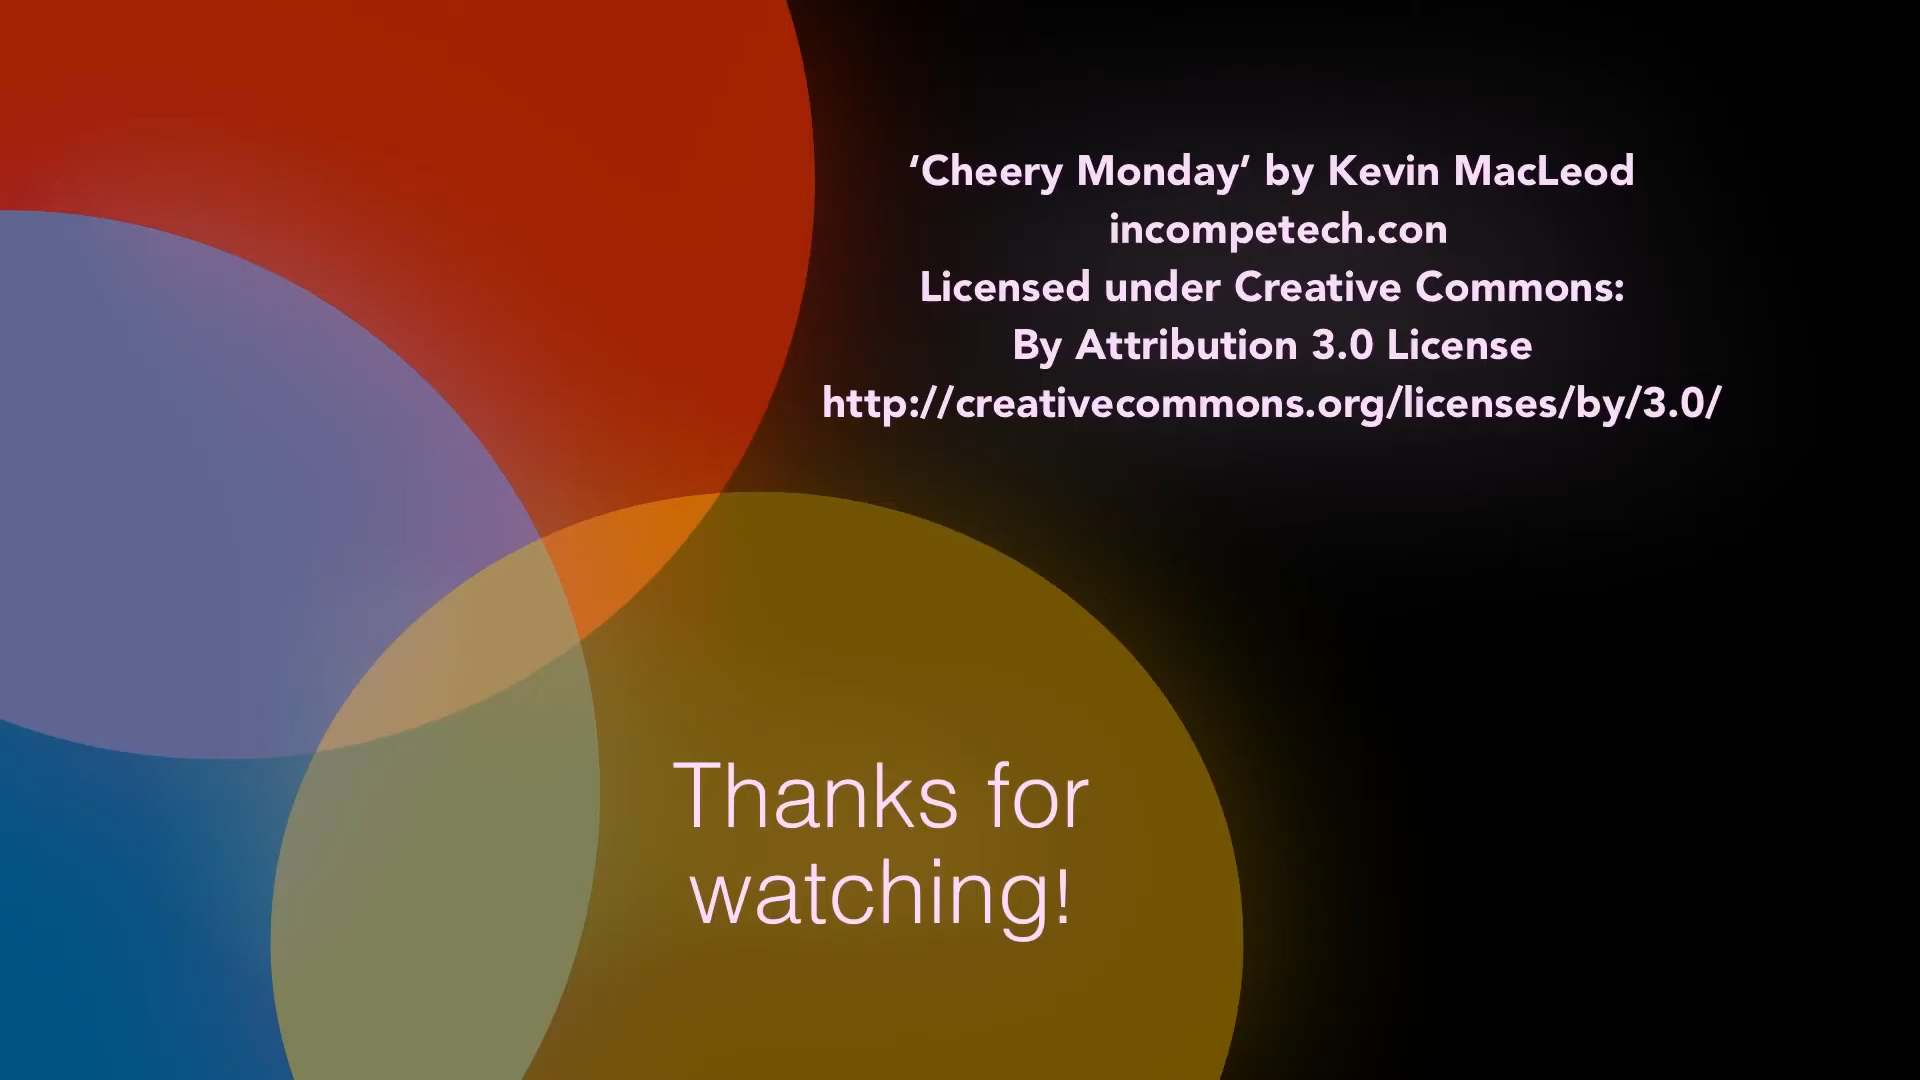 ‘Cheery Monday’ by Kevin MacLeod
incompetech.con
Licensed under Creative Commons:
By Attribution 3.0 License
http://creativecommons.org/licenses/by/3.0/
Thanks for
watching!